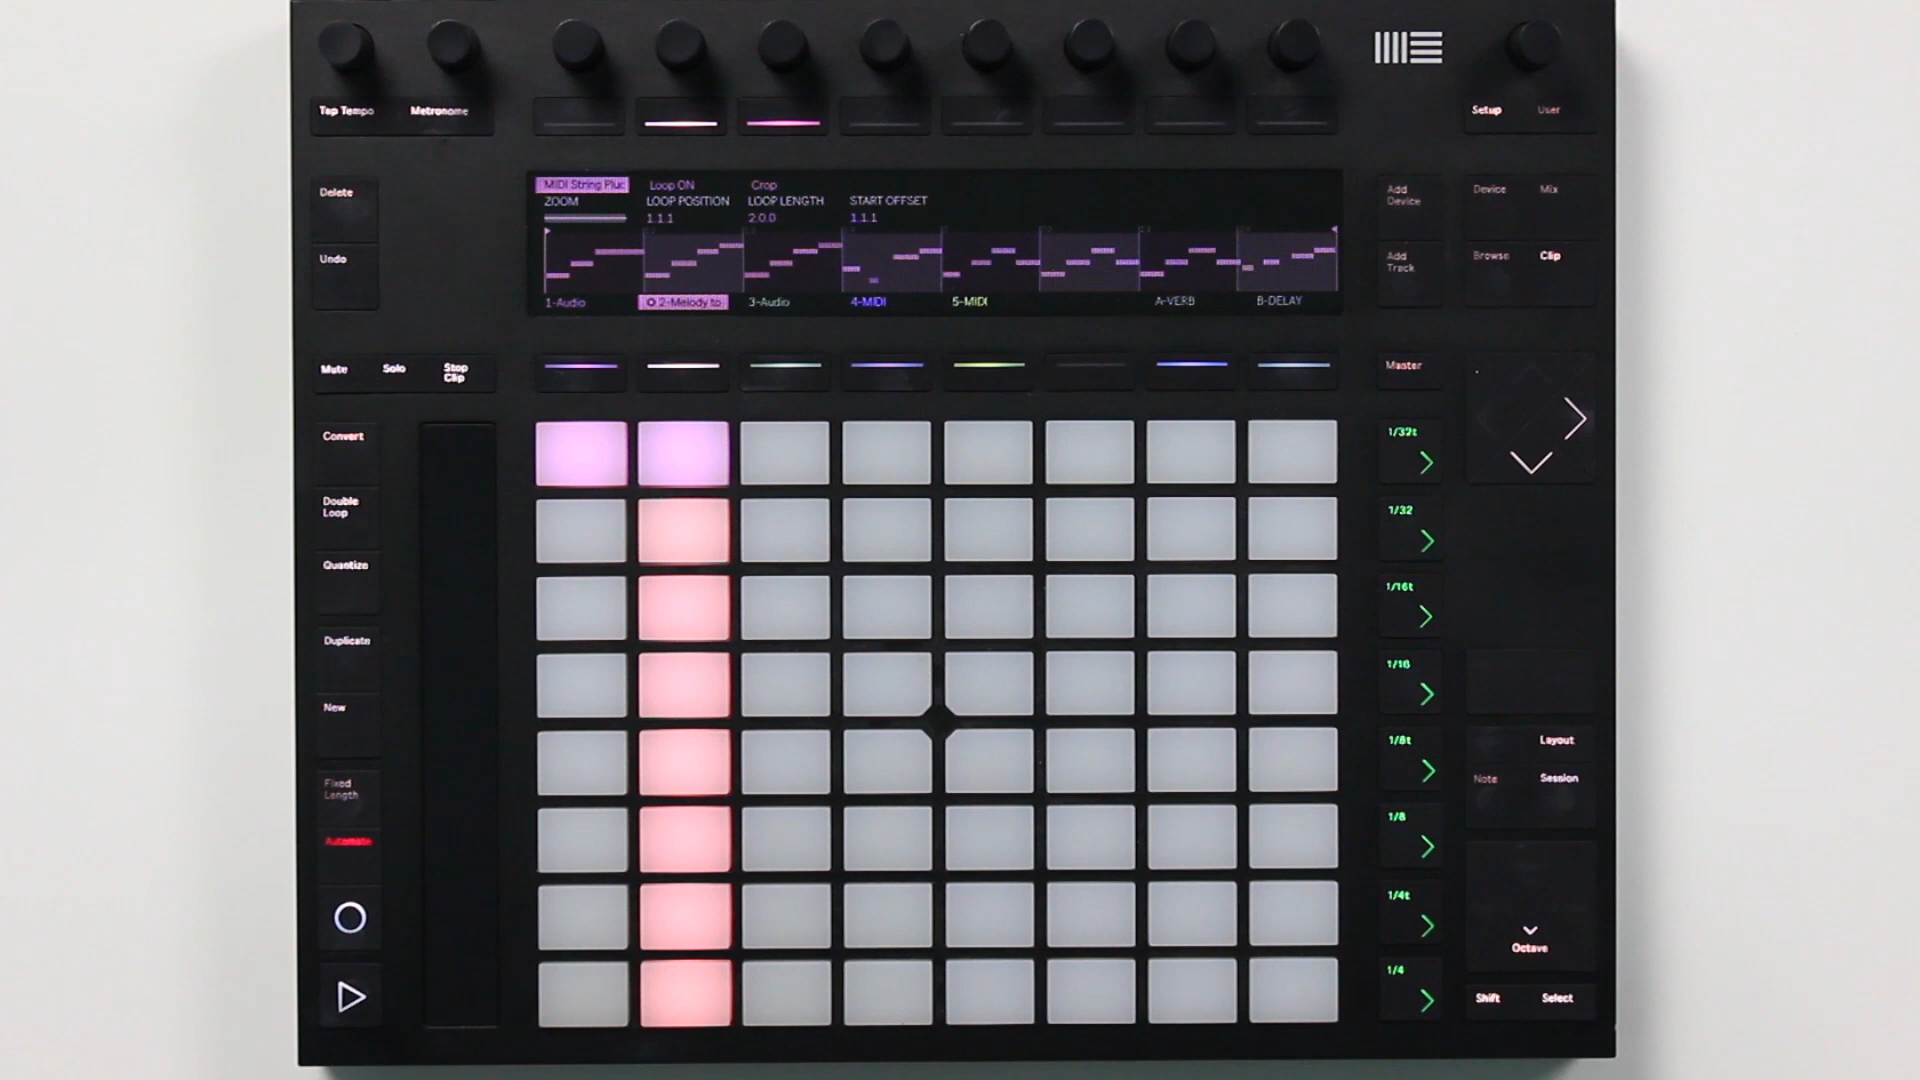 Tap Tempo Metronome
Setup User
Delete
Undo
MIDI String Pluc Loop ON Crop
ZOOM LOOP POSITION LOOP LENGTH START OFFSET
1.1.1 2.0.0 1.1.1
1-Audio 2-Melody to 3-Audio 4-MIDI 5-MIDI A-VERB B-DELAY
Add
Device
Device Mix
Add
Track
Browse Clip
Mute Solo Stop
Clip
Master
Convert
Double
Loop
Quantize
Duplicate
New
Fixed
Length
Automate
1/32t
1/32
1/16t
1/16
1/8t
1/8
1/4t
1/4
Layout
Note Session
Octave
Shift Select